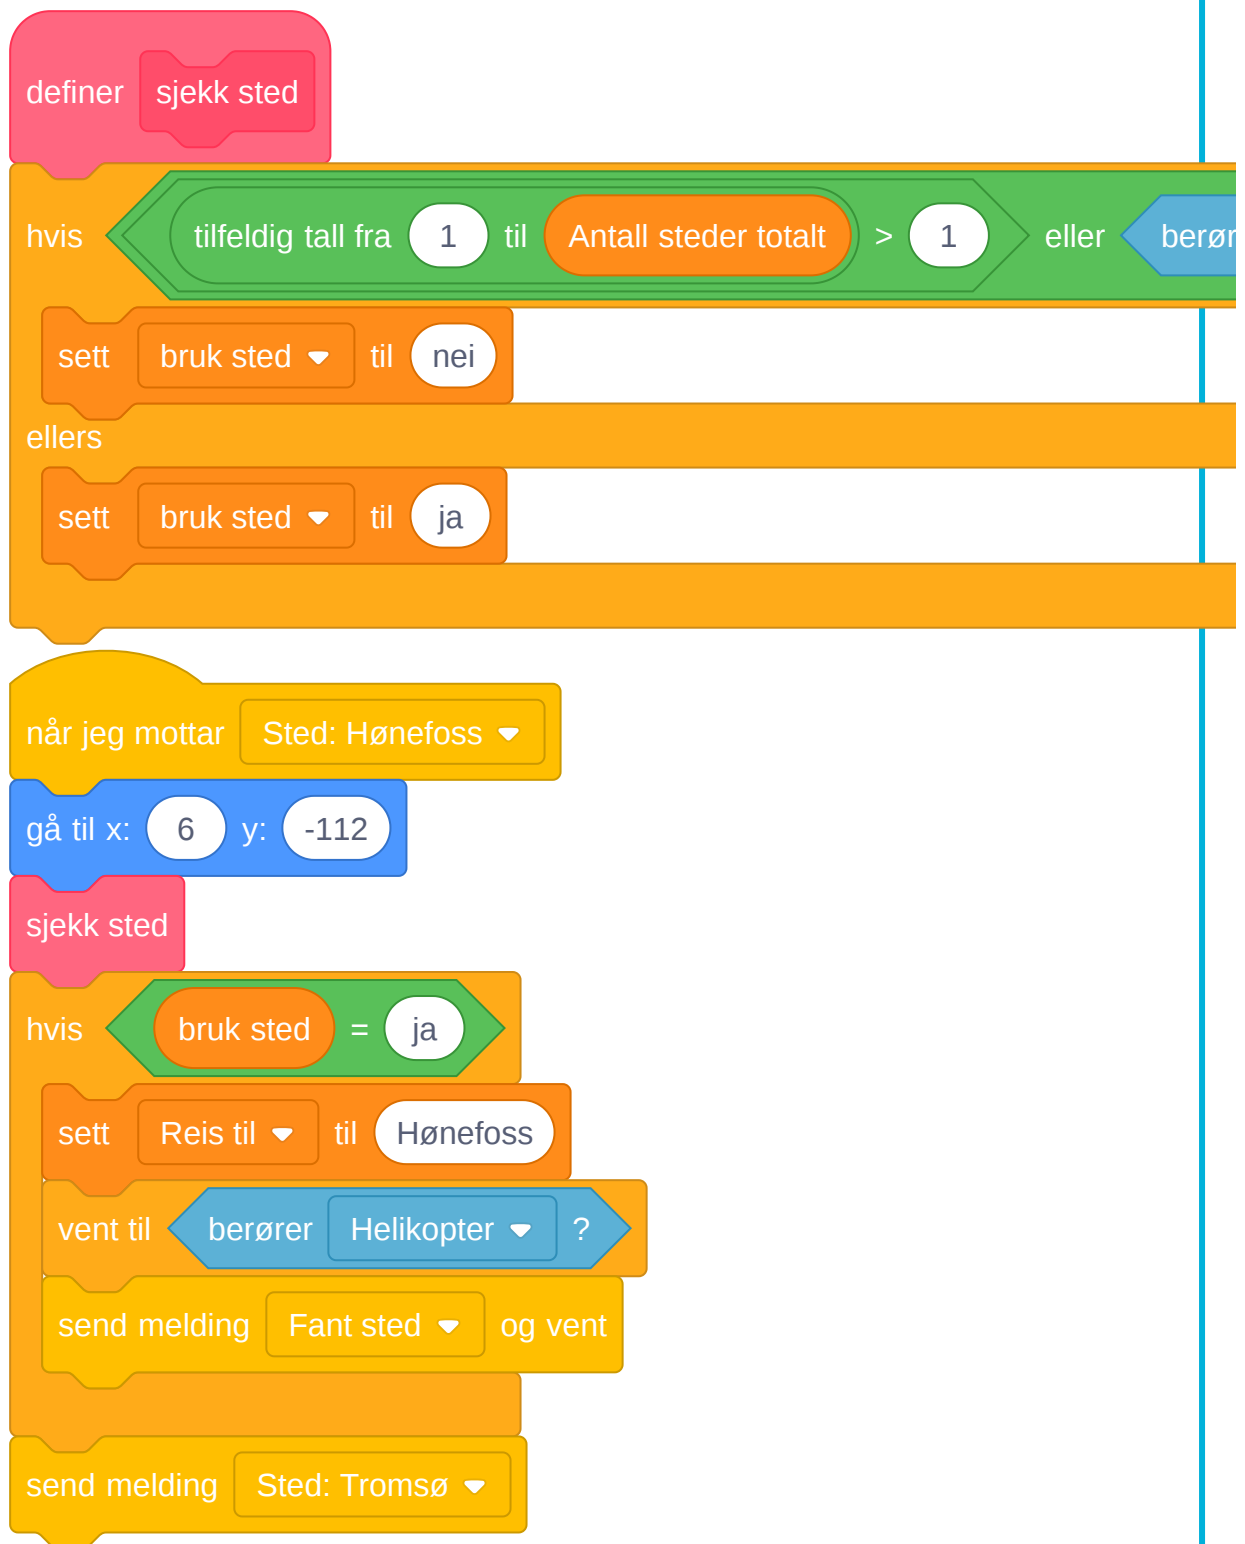 definer sjekk sted
hvis tilfeldig tall fra 1 til Antall steder totalt > 1 eller berør
sett bruk sted til nei
ellers
sett bruk sted til ja
når jeg mottar Sted: Hønefoss
gå til x: 6 y: -112
sjekk sted
hvis bruk sted = ja
sett Reis til til Hønefoss
vent til berører Helikopter ?
send melding Fant sted og vent
send melding Sted: Tromsø